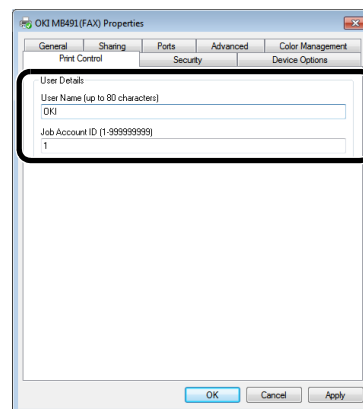 OKI MB491(FAX) Properties
General Sharing Ports Advanced Color Management
Print Control Security Device Options
User Details
User Name (up to 80 characters)
OKI
Job Account ID (1-999999999)
1
OK Cancel Apply